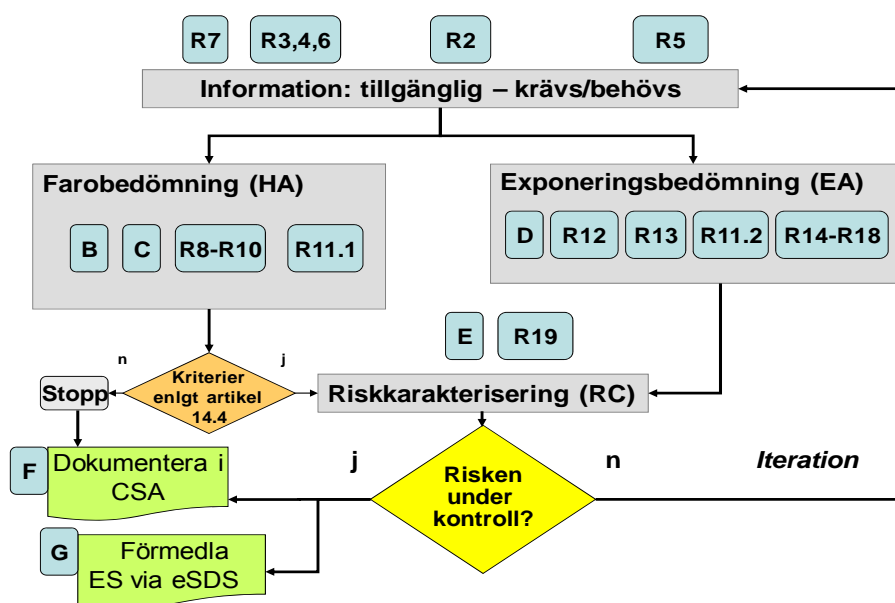 R7 R3,4,6 R2 R5
Information: tillgänglig – krävs/behövs
Farobedömning (HA)
B C R8-R10 R11.1
Exponeringsbedömning (EA)
D R12 R13 R11.2 R14-R18
E R19
n j
Kriterier
enlgt artikel
14.4
Stopp
Riskkarakterisering (RC)
F
Dokumentera i
CSA
j
Risken
under
kontroll?
n
Iteration
G
Förmedla
ES via eSDS